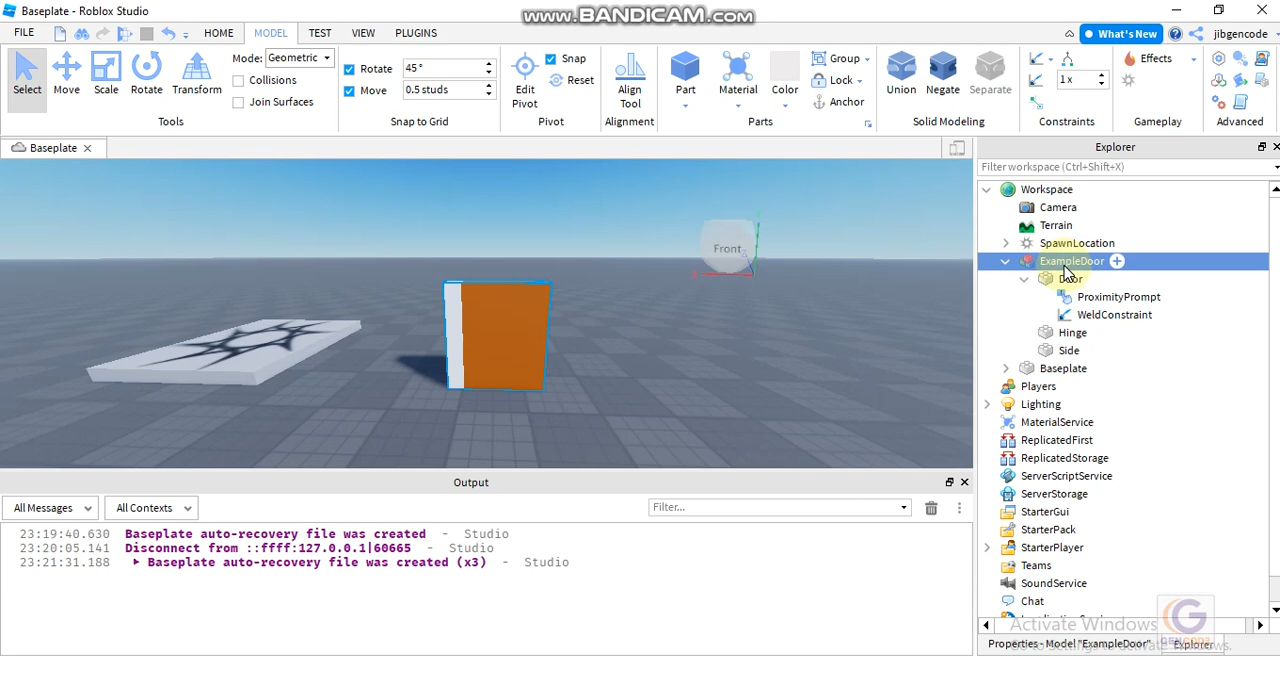 Baseplate - Roblox Studio
www.BANDICAM.com
FILE HOME MODEL TEST VIEW PLUGINS What's New jibgencode
Select Move Scale Rotate Transform
Mode: Geometric
Collisions
Join Surfaces
Tools
Rotate 45°
Move 0.5 studs
Snap to Grid
Edit Pivot
Snap
Reset
Pivot
Align Tool
Alignment
Part Material Color
Group
Lock
Anchor
Parts
Union Negate Separate
Solid Modeling
1 x
Constraints
Effects
Gameplay
Advanced
Baseplate
Front
Explorer
Filter workspace (Ctrl+Shift+X)
Workspace
Camera
Terrain
SpawnLocation
ExampleDoor
Door
ProximityPrompt
WeldConstraint
Hinge
Side
Baseplate
Players
Lighting
MaterialService
ReplicatedFirst
ReplicatedStorage
ServerScriptService
ServerStorage
StarterGui
StarterPack
StarterPlayer
Teams
SoundService
Chat
Output
All Messages All Contexts Filter...
23:19:40.630 Baseplate auto-recovery file was created - Studio
23:20:05.141 Disconnect from ::ffff:127.0.0.1|60665 - Studio
23:21:31.188 Baseplate auto-recovery file was created (x3) - Studio
Activate Windows
Go to Settings to activate Windows.
Properties - Model "ExampleDoor" Explorer